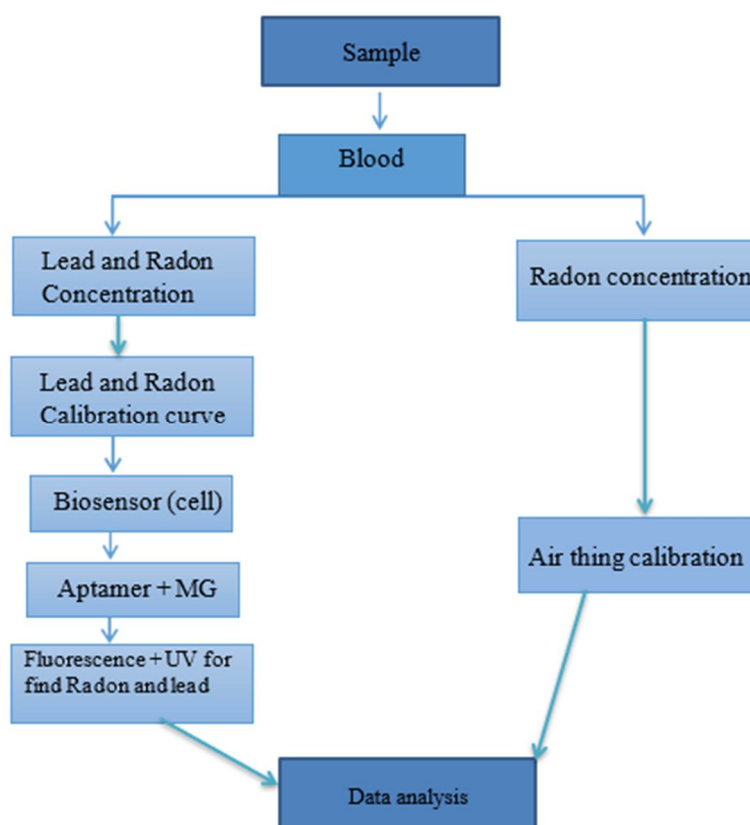 Sample
Blood
Lead and Radon
Concentration
Radon concentration
Lead and Radon
Calibration curve
Biosensor (cell)
Air thing calibration
Aptamer + MG
Fluorescence + UV for
find Radon and lead
Data analysis